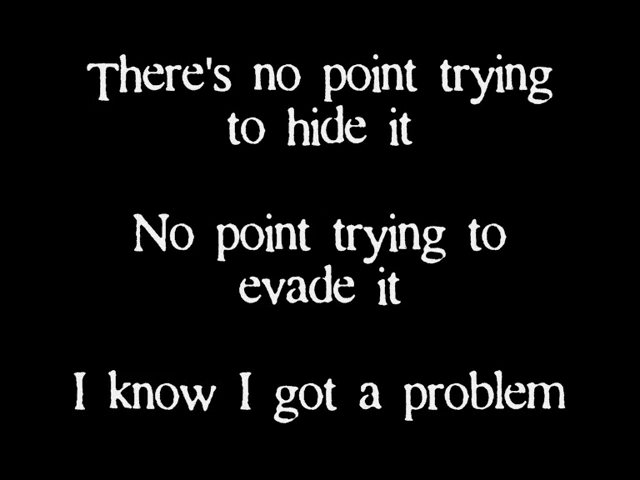 There's no point trying
to hide it
No point trying to
evade it
I know I got a problem